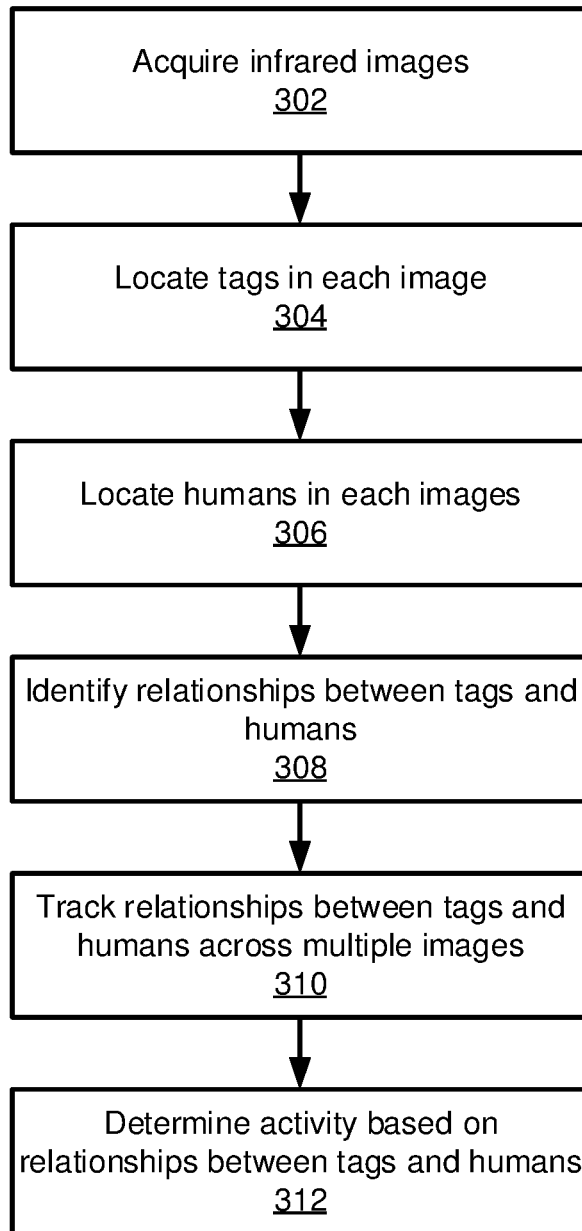 Acquire infrared images
302
Locate tags in each image
304
Locate humans in each images
306
Identify relationships between tags and
humans
308
Track relationships between tags and
humans across multiple images
310
Determine activity based on
relationships between tags and humans
312